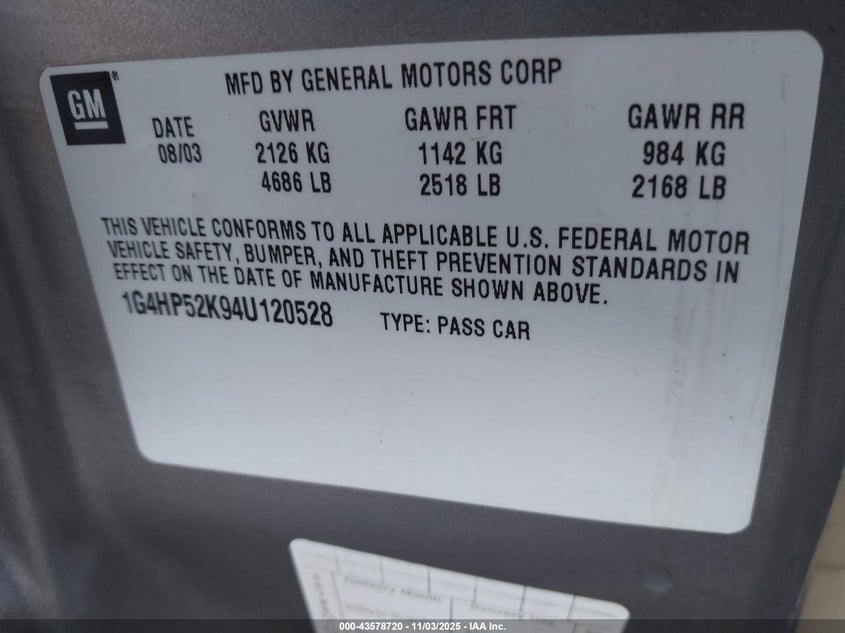 GM
MFD BY GENERAL MOTORS CORP
DATE GVWR GAWR FRT GAWR RR
08/03 2126 KG 1142 KG 984 KG
4686 LB 2518 LB 2168 LB
THIS VEHICLE CONFORMS TO ALL APPLICABLE U.S. FEDERAL MOTOR
VEHICLE SAFETY, BUMPER, AND THEFT PREVENTION STANDARDS IN
EFFECT ON THE DATE OF MANUFACTURE SHOWN ABOVE.
1G4HP52K94U120528 TYPE: PASS CAR
000-43578720 - 11/03/2025 - IAA Inc.